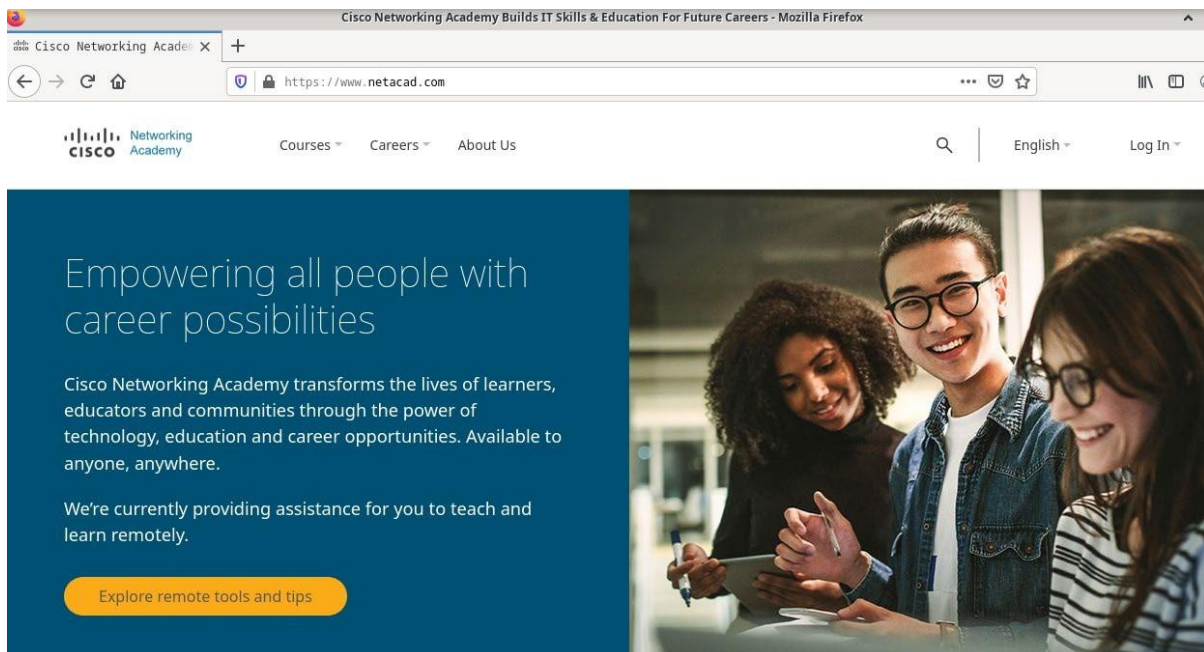 Cisco Networking Academy Builds IT Skills & Education For Future Careers - Mozilla Firefox
Cisco Networking Academ
https://www.netacad.com
CISCO Networking Academy
Courses Careers About Us English Log In
Empowering all people with
career possibilities
Cisco Networking Academy transforms the lives of learners,
educators and communities through the power of
technology, education and career opportunities. Available to
anyone, anywhere.
We're currently providing assistance for you to teach and
learn remotely.
Explore remote tools and tips